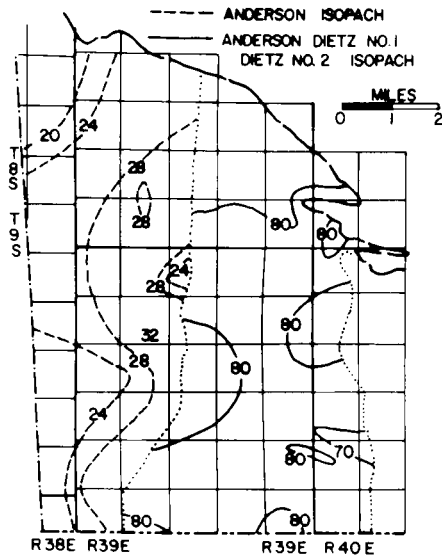 ANDERSON ISOPACH
ANDERSON DIETZ NO. 1
DIETZ NO. 2 ISOPACH
MILES
0 1 2
20
24
T8S
28
T9S
28
80
80
24
28
32
80
28
80
24
80
70
80
80
R38E R39E R39E R40E